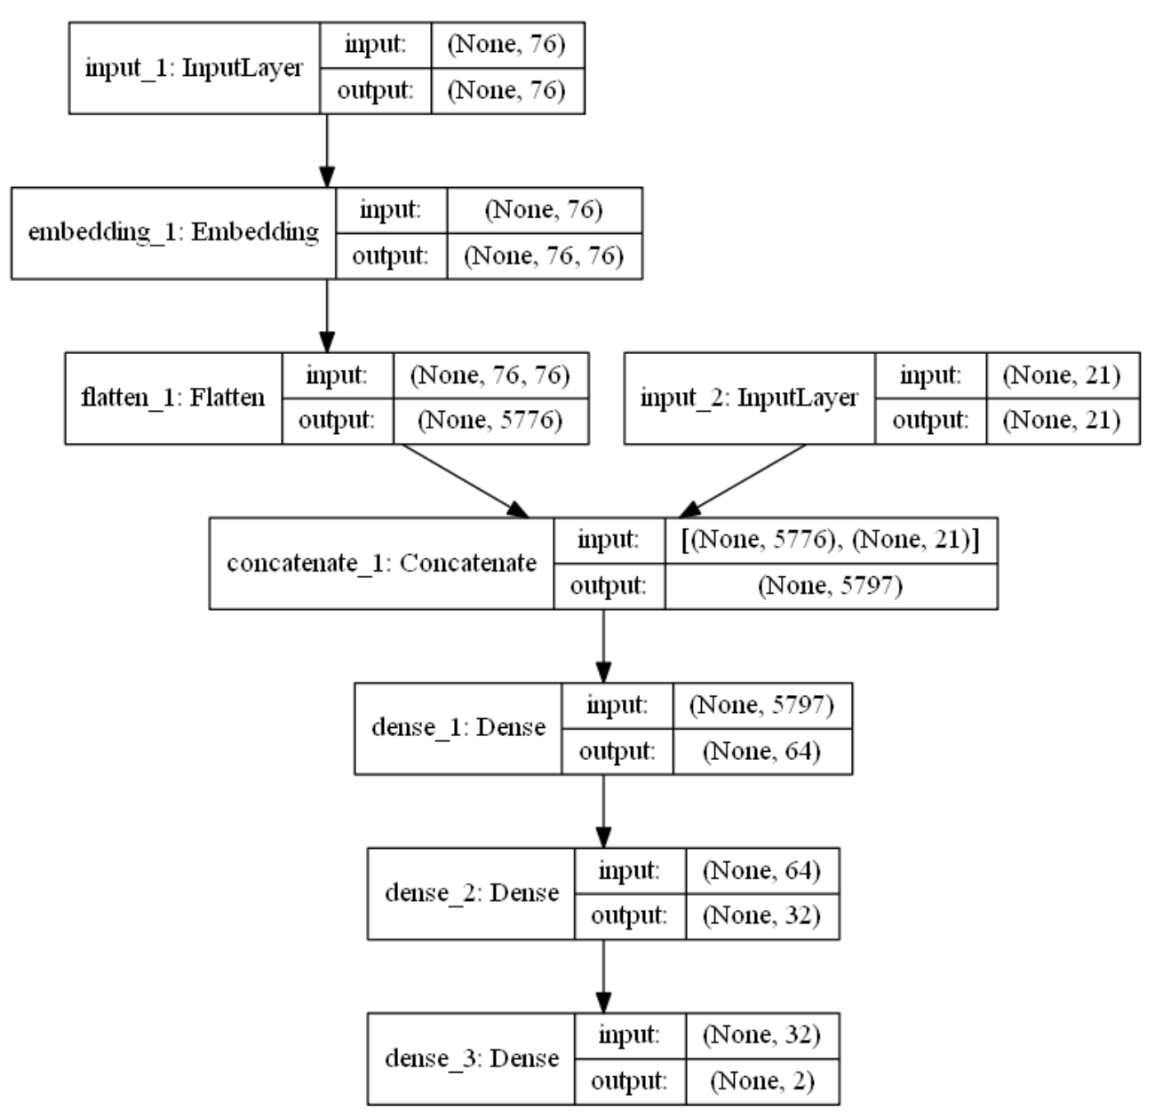 input_1: InputLayer
input: (None, 76)
output: (None, 76)
embedding_1: Embedding
input: (None, 76)
output: (None, 76, 76)
flatten_1: Flatten
input: (None, 76, 76)
output: (None, 5776)
input_2: InputLayer
input: (None, 21)
output: (None, 21)
concatenate_1: Concatenate
input: [(None, 5776), (None, 21)]
output: (None, 5797)
dense_1: Dense
input: (None, 5797)
output: (None, 64)
dense_2: Dense
input: (None, 64)
output: (None, 32)
dense_3: Dense
input: (None, 32)
output: (None, 2)